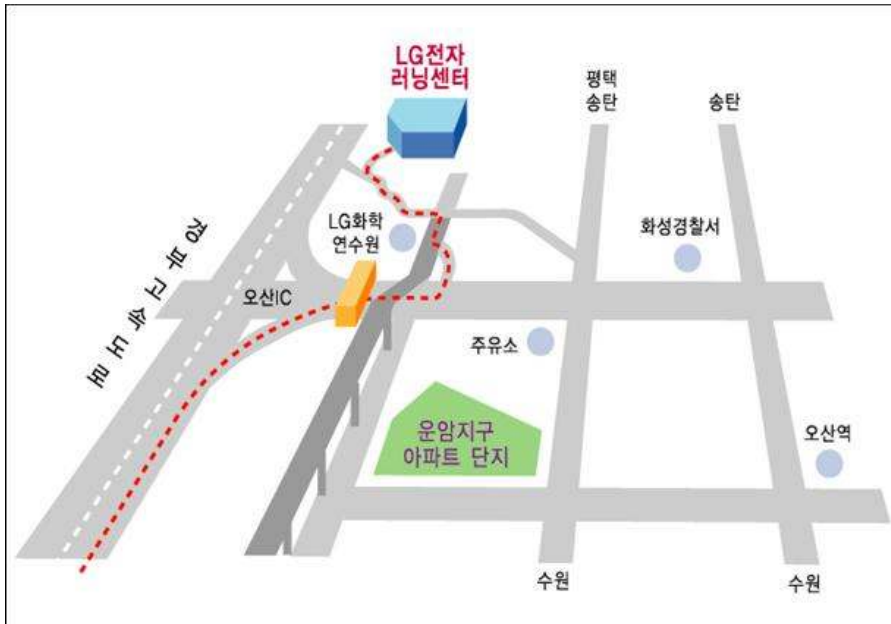 LG전자
러닝센터
평택
송탄
송탄
LG화학
연수원
화성경찰서
경부고속도로
오산IC
주유소
운암지구
아파트 단지
오산역
수원
수원